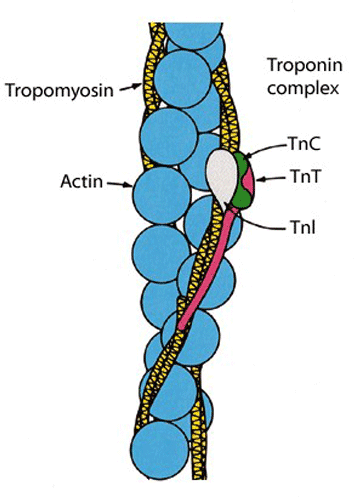 Troponin
complex
Tropomyosin
TnC
TnT
Actin
TnI